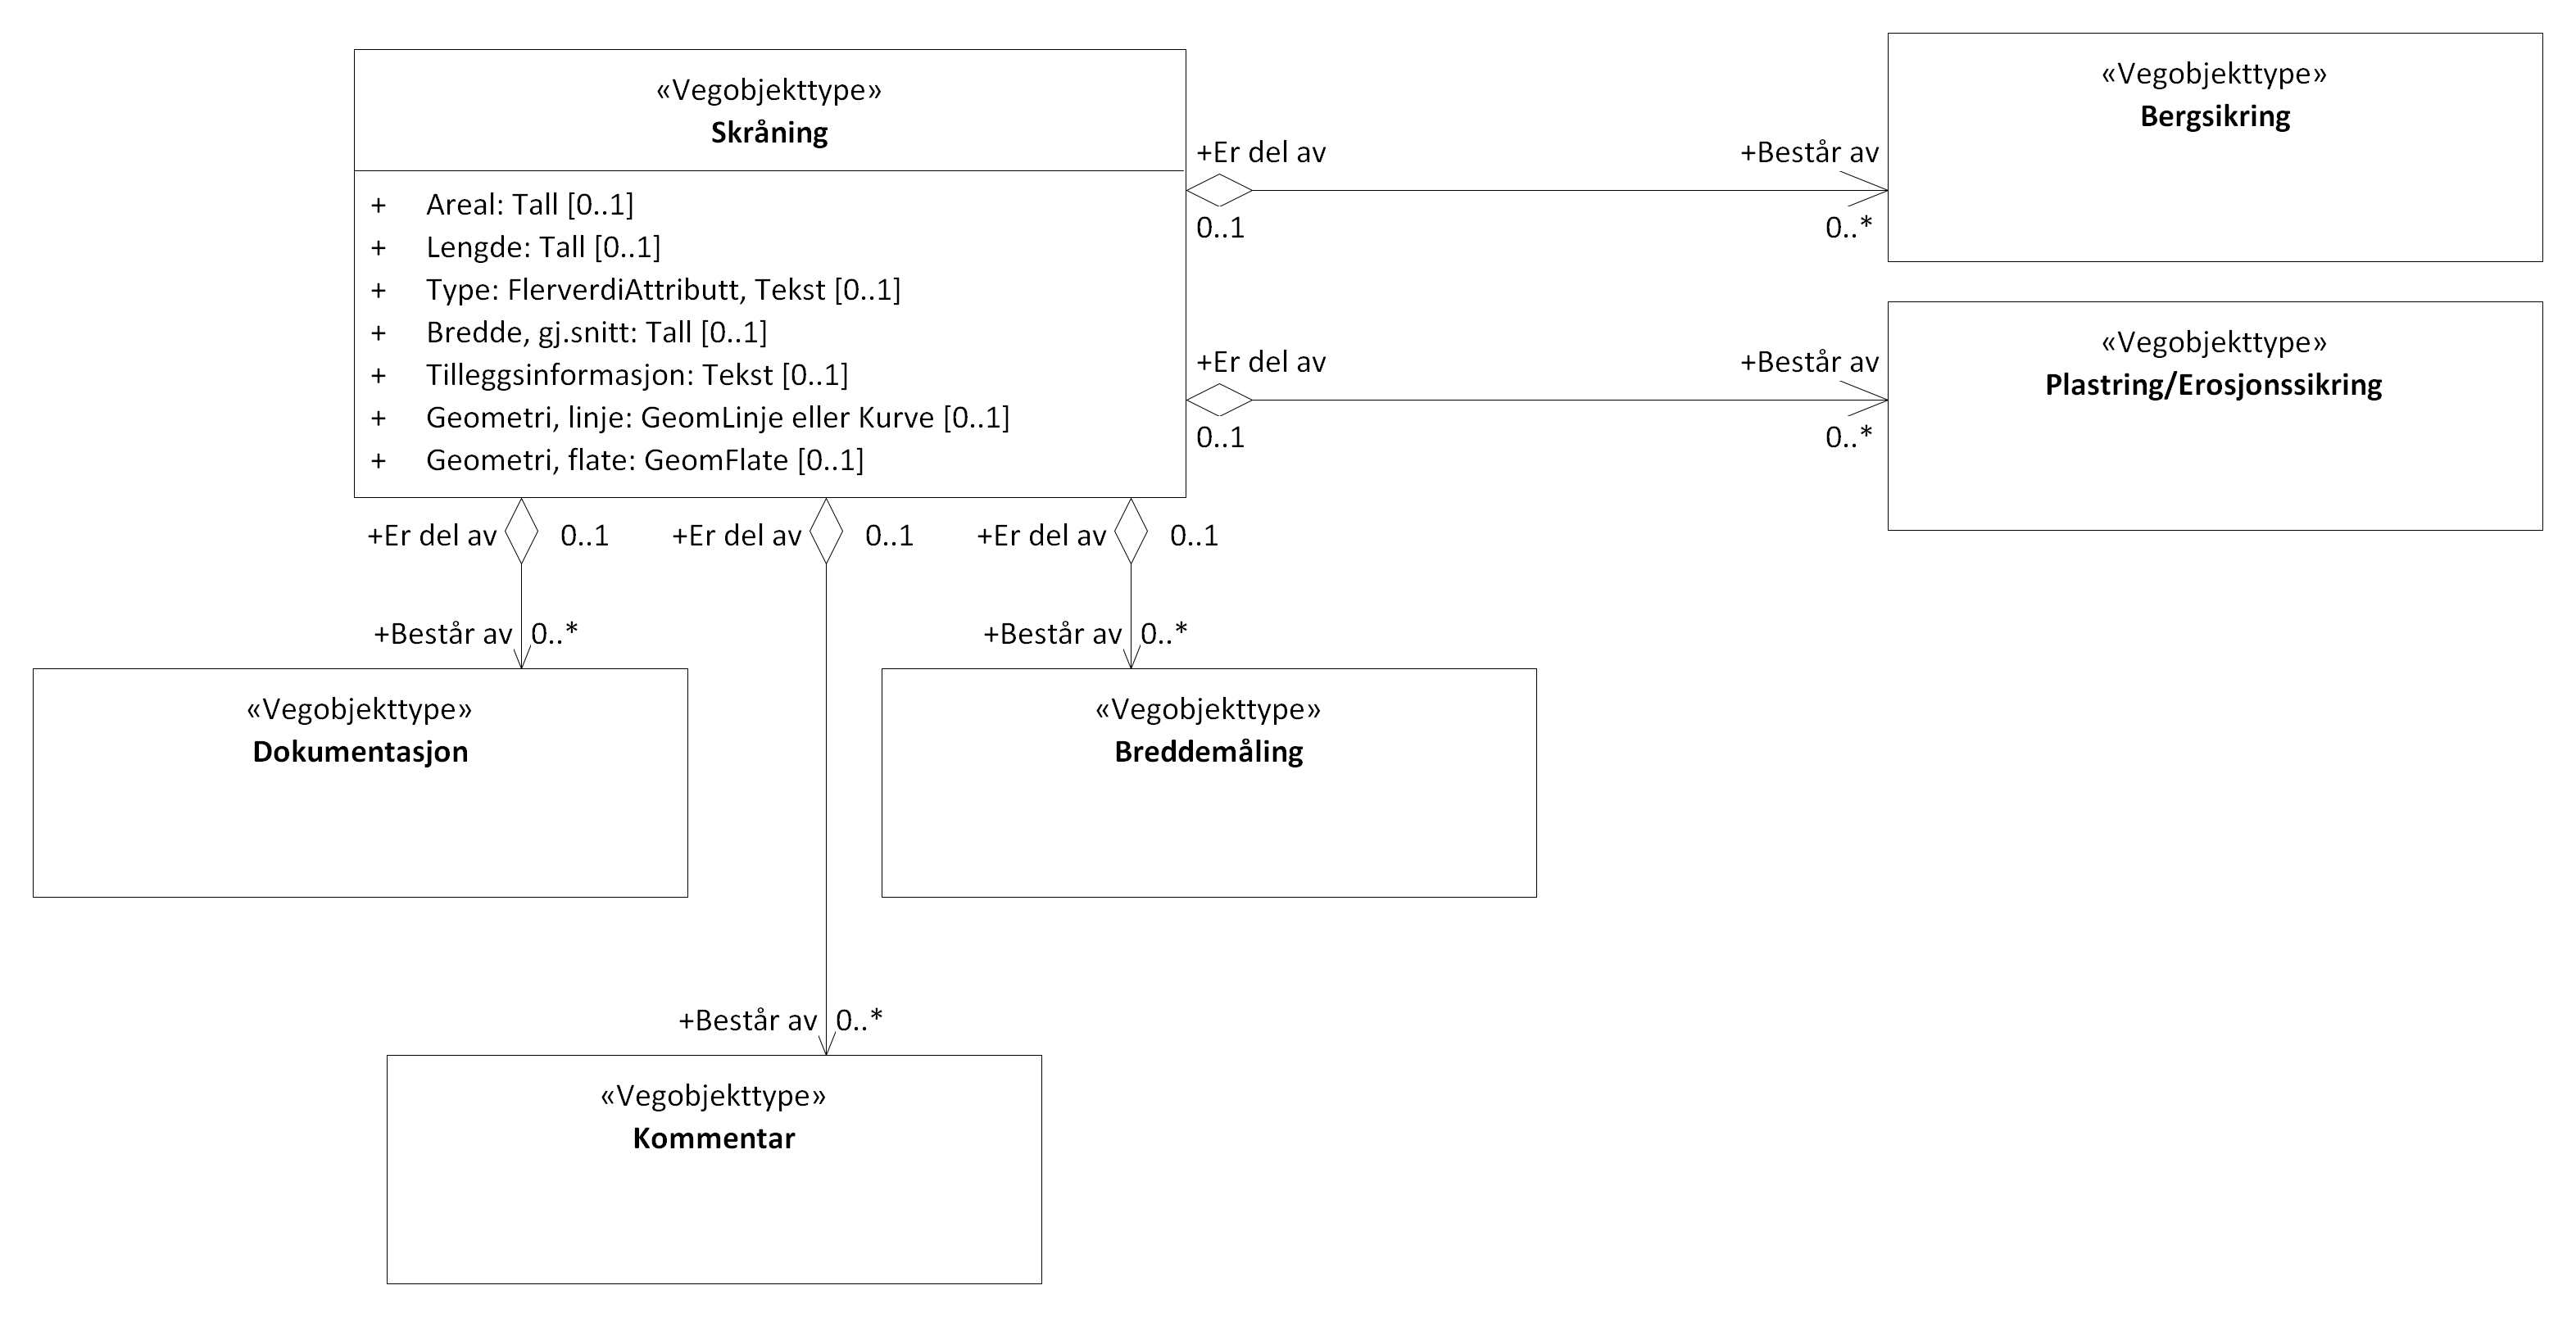 «Vegobjekttype»
Skråning
+ Areal: Tall [0..1]
+ Lengde: Tall [0..1]
+ Type: FlerverdiAttributt, Tekst [0..1]
+ Bredde, gj.snitt: Tall [0..1]
+ Tilleggsinformasjon: Tekst [0..1]
+ Geometri, linje: GeomLinje eller Kurve [0..1]
+ Geometri, flate: GeomFlate [0..1]
+Er del av
0..1
+Består av
0..*
«Vegobjekttype»
Bergsikring
+Er del av
0..1
+Består av
0..*
«Vegobjekttype»
Plastring/Erosjonssikring
+Er del av
0..1
+Består av
0..*
«Vegobjekttype»
Dokumentasjon
+Er del av
0..1
+Består av
0..*
«Vegobjekttype»
Kommentar
+Er del av
0..1
+Består av
0..*
«Vegobjekttype»
Breddemåling